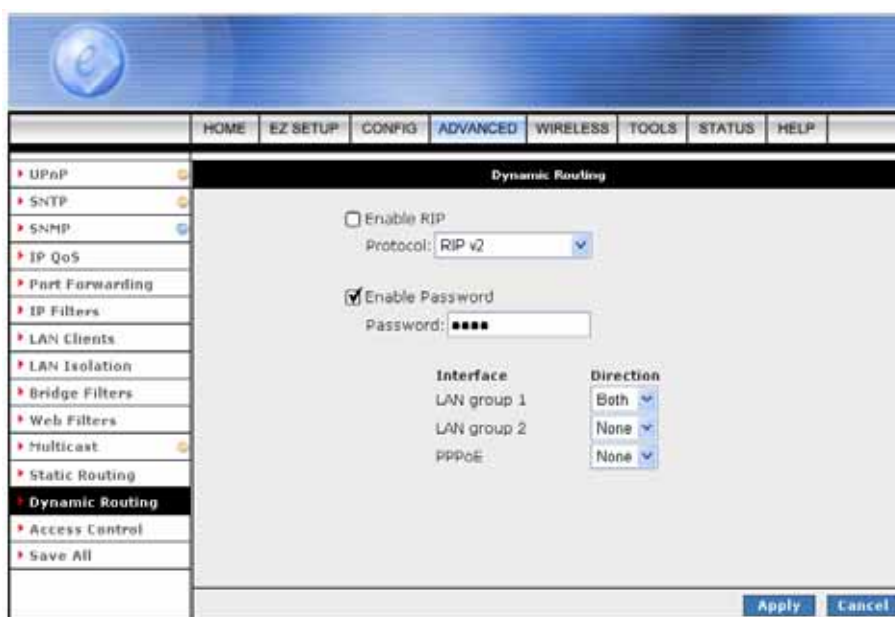 e
HOME EZ SETUP CONFIG ADVANCED WIRELESS TOOLS STATUS HELP
UPnP
SNTP
SNMP
IP QoS
Port Forwarding
IP Filters
LAN Clients
LAN Isolation
Bridge Filters
Web Filters
Multicast
Static Routing
Dynamic Routing
Access Control
Save All
Dynamic Routing
Enable RIP
Protocol: RIP v2
Enable Password
Password: ●●●●
Interface Direction
LAN group 1 Both
LAN group 2 None
PPPoE None
Apply Cancel